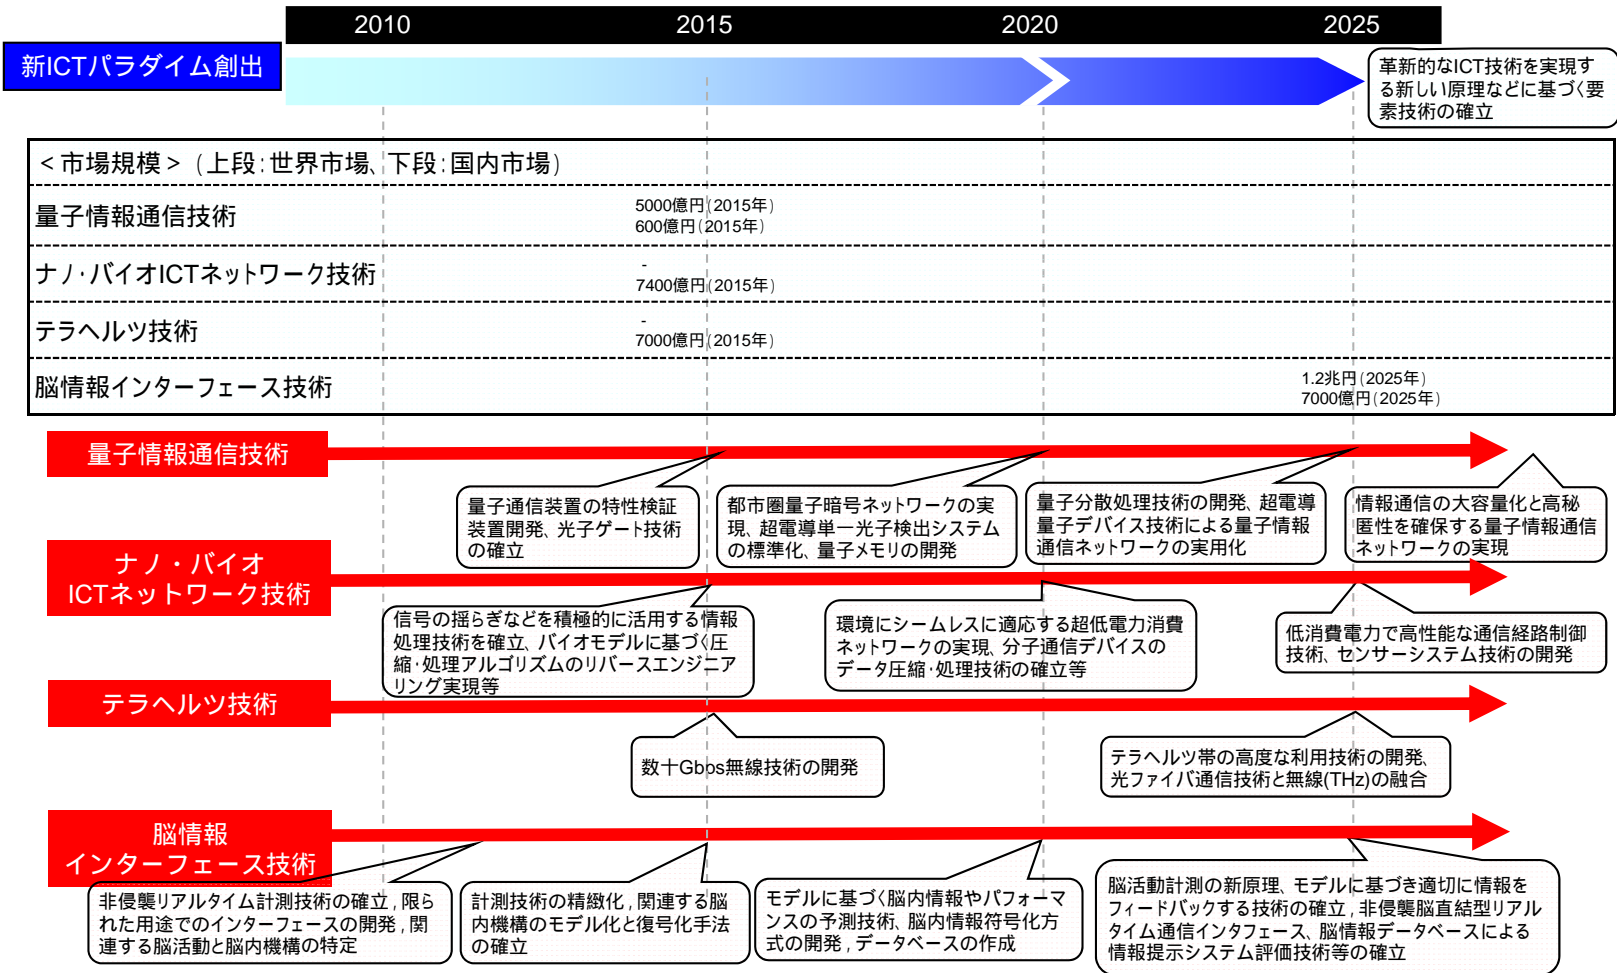 2010 2015 2020 2025
新ICTパラダイム創出
革新的なICT技術を実現す
る新しい原理などに基づく要
素技術の確立
＜市場規模＞（上段：世界市場、下段：国内市場）
量子情報通信技術
5000億円（2015年）
600億円（2015年）
ナノ・バイオICTネットワーク技術
-
7400億円（2015年）
テラヘルツ技術
-
7000億円（2015年）
脳情報インターフェース技術
1.2兆円（2025年）
7000億円（2025年）
量子情報通信技術
量子通信装置の特性検証
装置開発、光子ゲート技術
の確立
都市圏量子暗号ネットワークの実
現、超電導単一光子検出システム
の標準化、量子メモリの開発
量子分散処理技術の開発、超電導
量子デバイス技術による量子情報
通信ネットワークの実用化
情報通信の大容量化と高秘
匿性を確保する量子情報通信
ネットワークの実現
ナノ・バイオ
ICTネットワーク技術
信号の揺らぎなどを積極的に活用する情報
処理技術を確立、バイオモデルに基づく圧
縮・処理アルゴリズムのリバースエンジニア
リング実現等
環境にシームレスに適応する超低電力消費
ネットワークの実現、分子通信デバイスの
データ圧縮・処理技術の確立等
低消費電力で高性能な通信経路制御
技術、センサーシステム技術の開発
テラヘルツ技術
数十Gbps無線技術の開発
テラヘルツ帯の高度な利用技術の開発、
光ファイバ通信技術と無線(THz)の融合
脳情報
インターフェース技術
非侵襲リアルタイム計測技術の確立，限ら
れた用途でのインターフェースの開発，関
連する脳活動と脳内機構の特定
計測技術の精緻化，関連する脳
内機構のモデル化と復号化手法
の確立
モデルに基づく脳内情報やパフォーマ
ンスの予測技術、脳内情報符号化方
式の開発，データベースの作成
脳活動計測の新原理、モデルに基づき適切に情報を
フィードバックする技術の確立，非侵襲脳直結型リアル
タイム通信インタフェース、脳情報データベースによる
情報提示システム評価技術等の確立